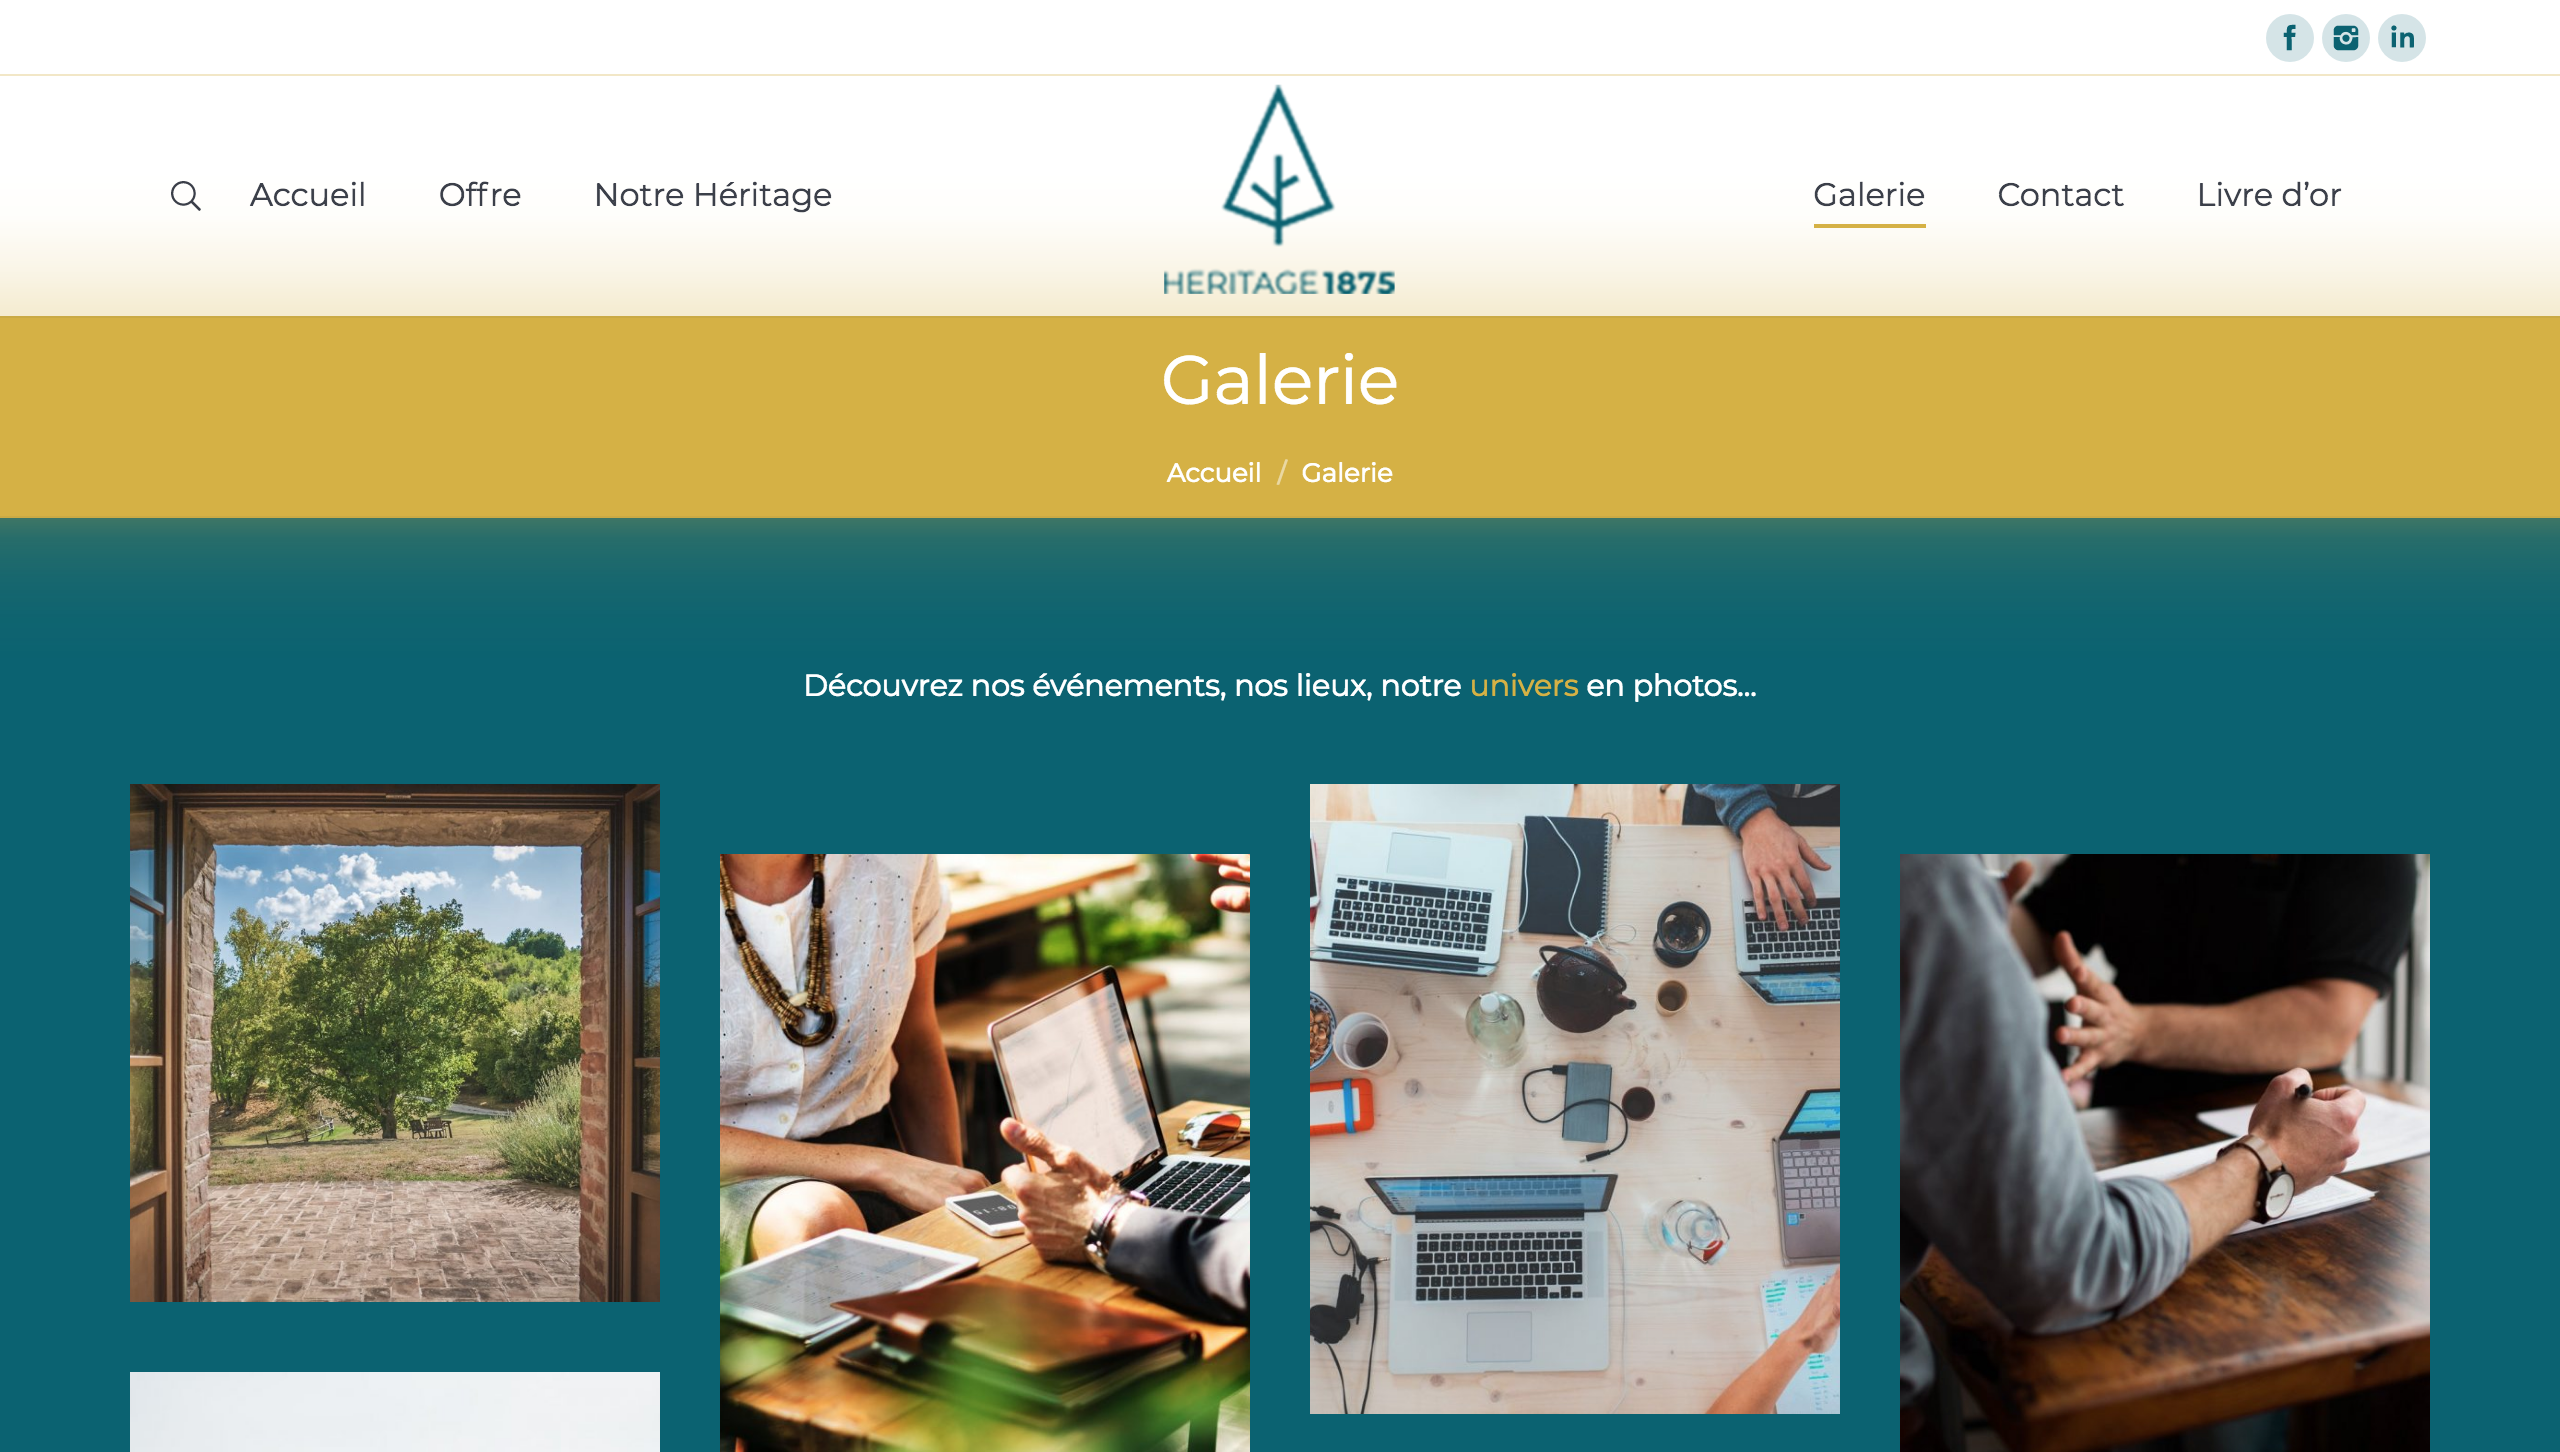 Accueil
Offre
Notre Héritage
HERITAGE 1875
Galerie
Contact
Livre d’or
Galerie
Accueil / Galerie
Découvrez nos événements, nos lieux, notre univers en photos...